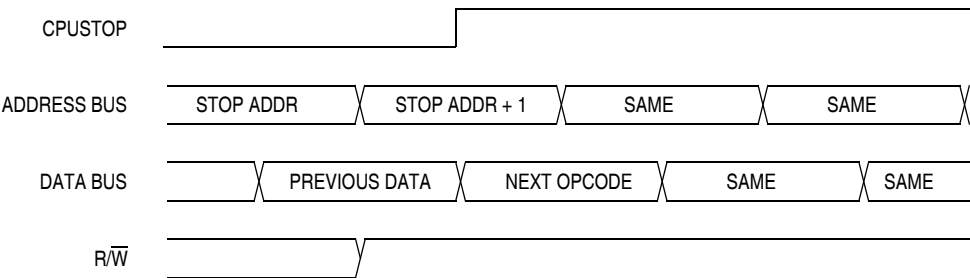 CPUSTOP
ADDRESS BUS STOP ADDR STOP ADDR + 1 SAME SAME
DATA BUS PREVIOUS DATA NEXT OPCODE SAME SAME
R/W̅